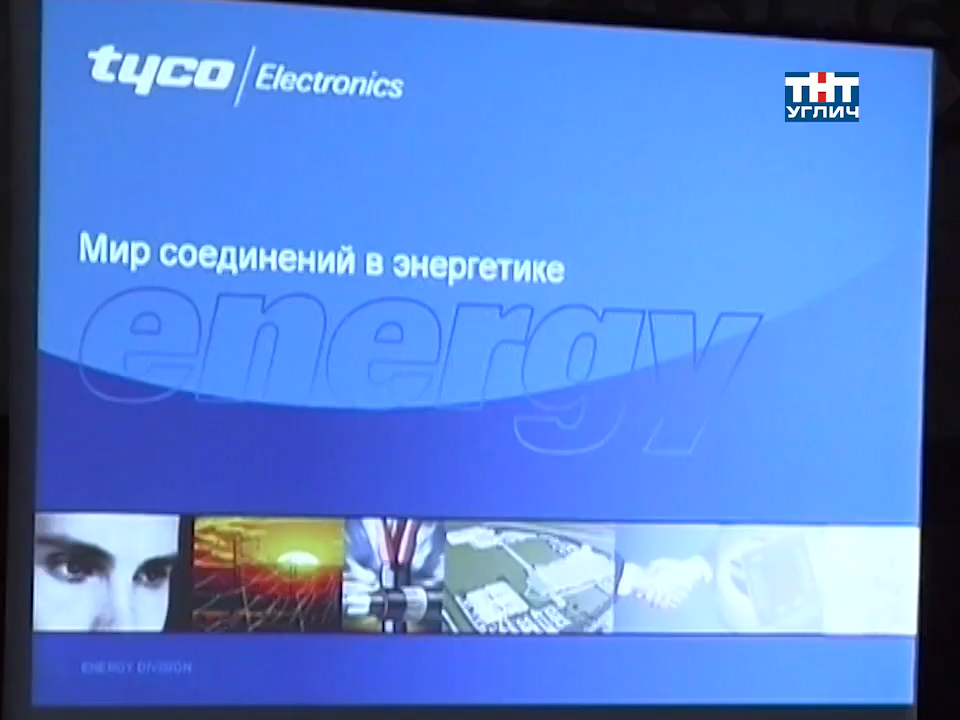 tyco Electronics
ТНТ
УГЛИЧ
Мир соединений в энергетике
energy
ENERGY DIVISION